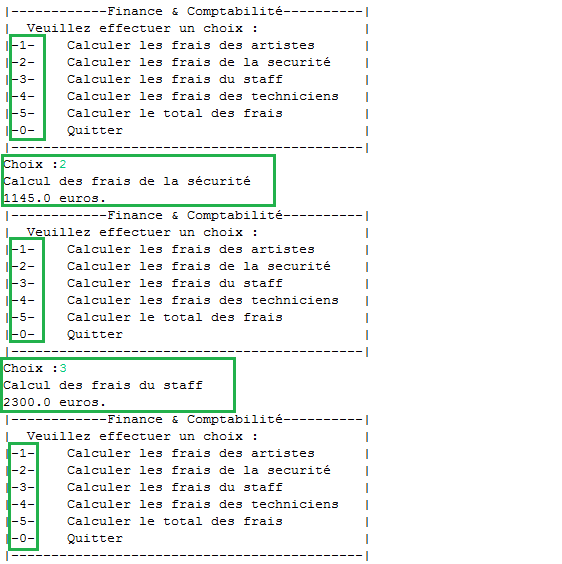 |------------Finance & Comptabilité----------|
|  Veuillez effectuer un choix :             |
|-1-    Calculer les frais des artistes      |
|-2-    Calculer les frais de la securité    |
|-3-    Calculer les frais du staff          |
|-4-    Calculer les frais des techniciens   |
|-5-    Calculer le total des frais          |
|-0-    Quitter                              |
|--------------------------------------------|
Choix :2
Calcul des frais de la sécurité
1145.0 euros.
|------------Finance & Comptabilité----------|
|  Veuillez effectuer un choix :             |
|-1-    Calculer les frais des artistes      |
|-2-    Calculer les frais de la securité    |
|-3-    Calculer les frais du staff          |
|-4-    Calculer les frais des techniciens   |
|-5-    Calculer le total des frais          |
|-0-    Quitter                              |
|--------------------------------------------|
Choix :3
Calcul des frais du staff
2300.0 euros.
|------------Finance & Comptabilité----------|
|  Veuillez effectuer un choix :             |
|-1-    Calculer les frais des artistes      |
|-2-    Calculer les frais de la securité    |
|-3-    Calculer les frais du staff          |
|-4-    Calculer les frais des techniciens   |
|-5-    Calculer le total des frais          |
|-0-    Quitter                              |
|--------------------------------------------|